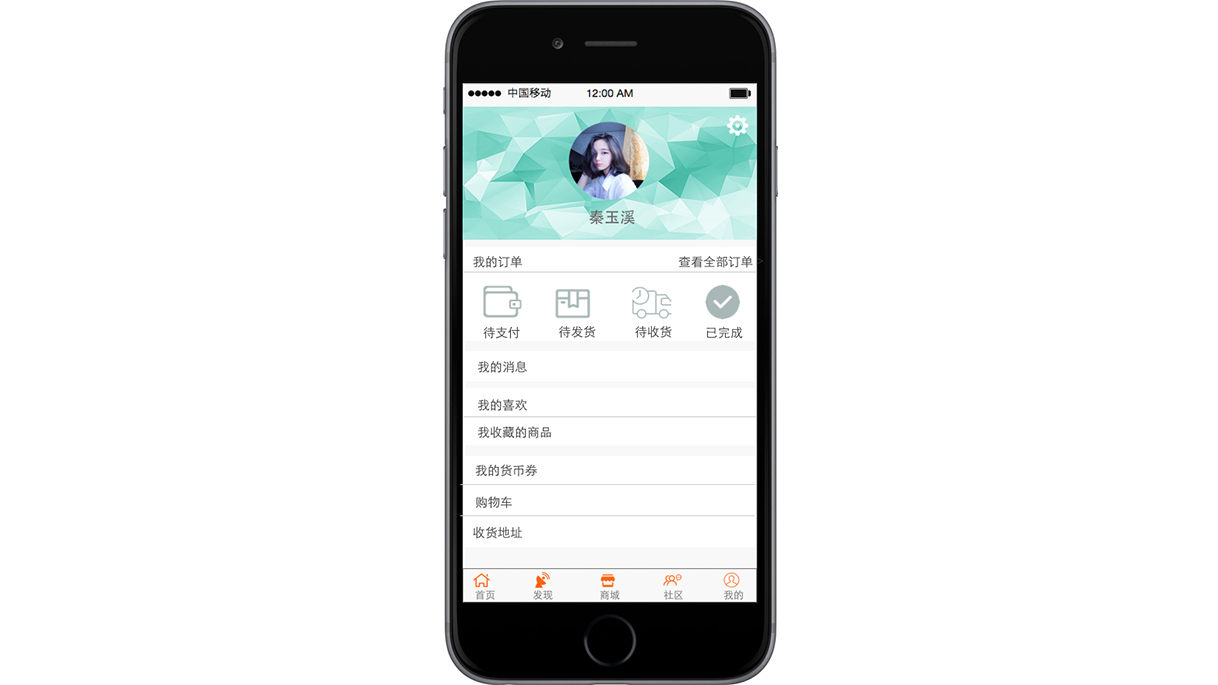 中国移动 12:00 AM
秦玉溪
我的订单 查看全部订单 >
待支付 待发货 待收货 已完成
我的消息
我的喜欢
我收藏的商品
我的货币券
购物车
收货地址
首页 发现 商城 社区 我的